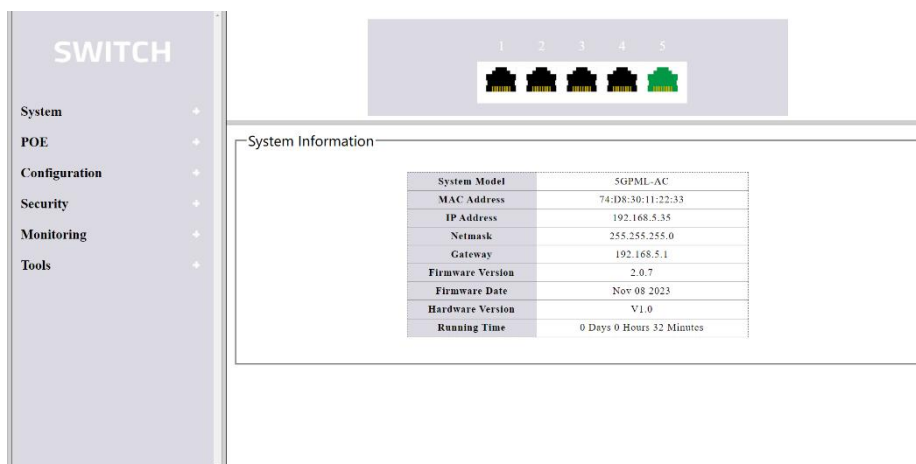 SWITCH
System
POE
Configuration
Security
Monitoring
Tools
1 2 3 4 5
System Information
System Model 5GPML-AC
MAC Address 74:D8:30:11:22:33
IP Address 192.168.5.35
Netmask 255.255.255.0
Gateway 192.168.5.1
Firmware Version 2.0.7
Firmware Date Nov 08 2023
Hardware Version V1.0
Running Time 0 Days 0 Hours 32 Minutes